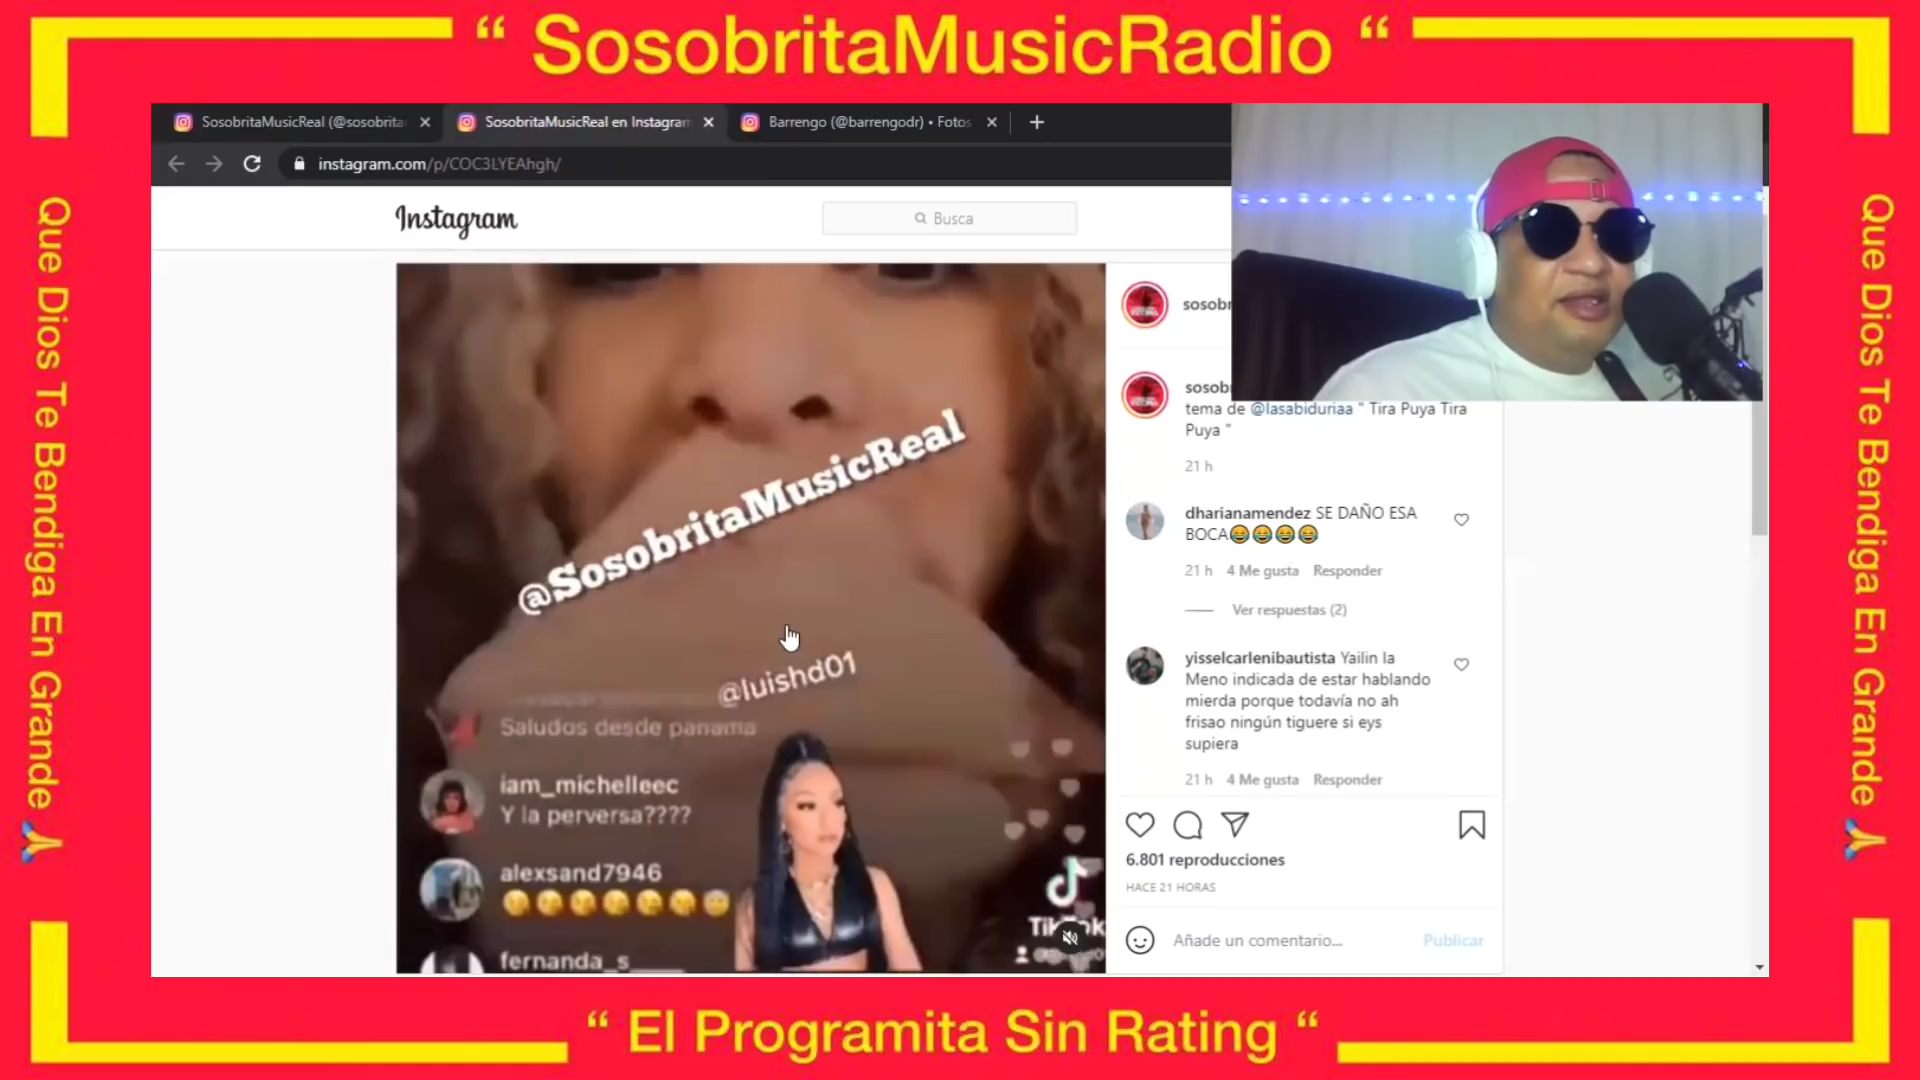 “ SosobritaMusicRadio “
Que Dios Te Bendiga En Grande
SosobritaMusicReal (@sosobrita
SosobritaMusicReal en Instagram
Barrengo (@barrengodr) • Fotos
instagram.com/p/COC3LYEAhgh/
Instagram
Busca
@SosobritaMusicReal
@luishd01
Saludos desde panama
iam_michelleec
Y la perversa????
alexsand7946
😘😘😘😘😘😘😇
fernanda_s____
TikTok
sosobr
sosob
tema de @lasabiduriaa " Tira Puya Tira
Puya "
21 h
dharianamendez SE DAÑO ESA
BOCA😂😂😂😂
21 h 4 Me gusta Responder
Ver respuestas (2)
yisselcarlenibautista Yailin la
Meno indicada de estar hablando
mierda porque todavía no ah
frisao ningún tiguere si eys
supiera
21 h 4 Me gusta Responder
6.801 reproducciones
HACE 21 HORAS
Añade un comentario...
Publicar
Que Dios Te Bendiga En Grande
“ El Programita Sin Rating “